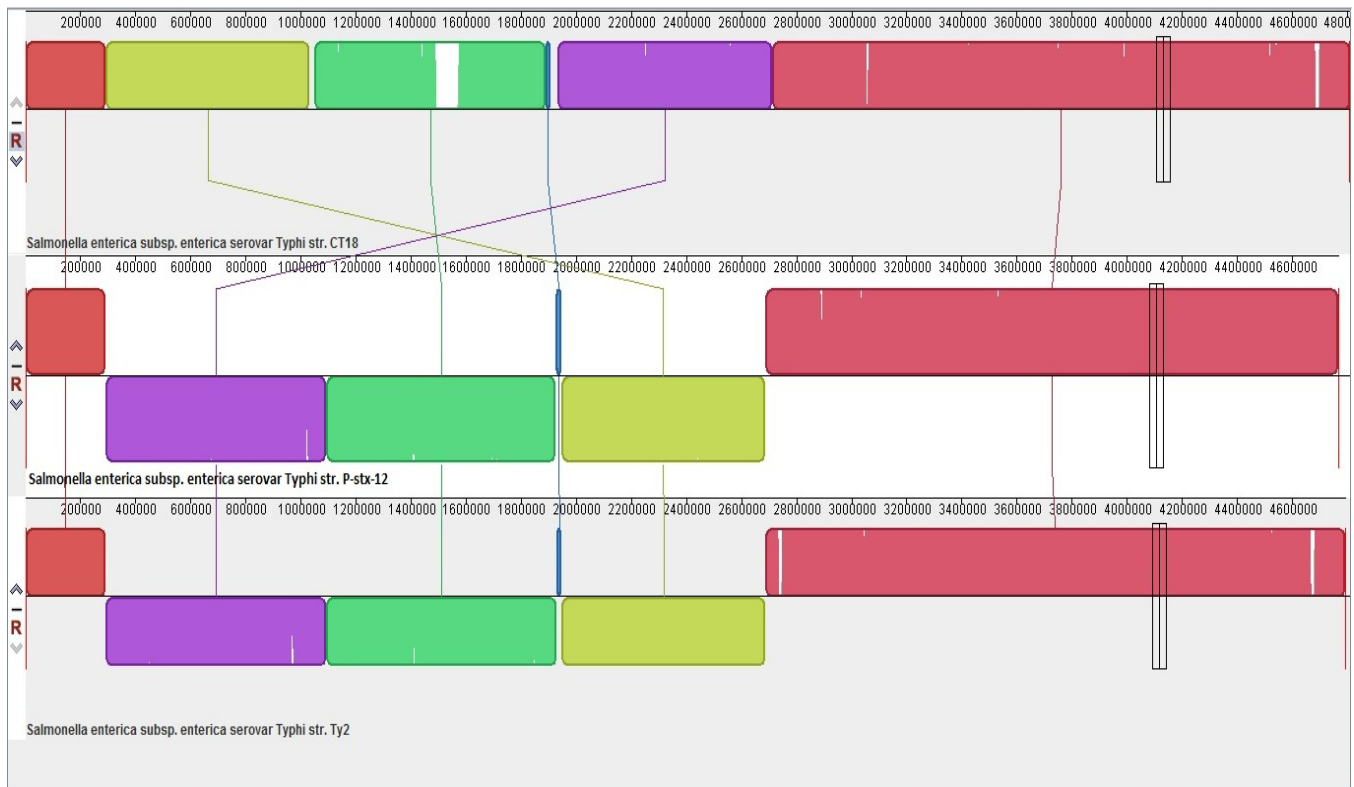 200000 400000 600000 800000 1000000 1200000 1400000 1600000 1800000 2000000 2200000 2400000 2600000 2800000 3000000 3200000 3400000 3600000 3800000 4000000 4200000 4400000 4600000 4800
R
Salmonella enterica subsp. enterica serovar Typhi str. CT18
200000 400000 600000 800000 1000000 1200000 1400000 1600000 1800000 2000000 2200000 2400000 2600000 2800000 3000000 3200000 3400000 3600000 3800000 4000000 4200000 4400000 4600000
R
Salmonella enterica subsp. enterica serovar Typhi str. P-stx-12
200000 400000 600000 800000 1000000 1200000 1400000 1600000 1800000 2000000 2200000 2400000 2600000 2800000 3000000 3200000 3400000 3600000 3800000 4000000 4200000 4400000 4600000
R
Salmonella enterica subsp. enterica serovar Typhi str. Ty2